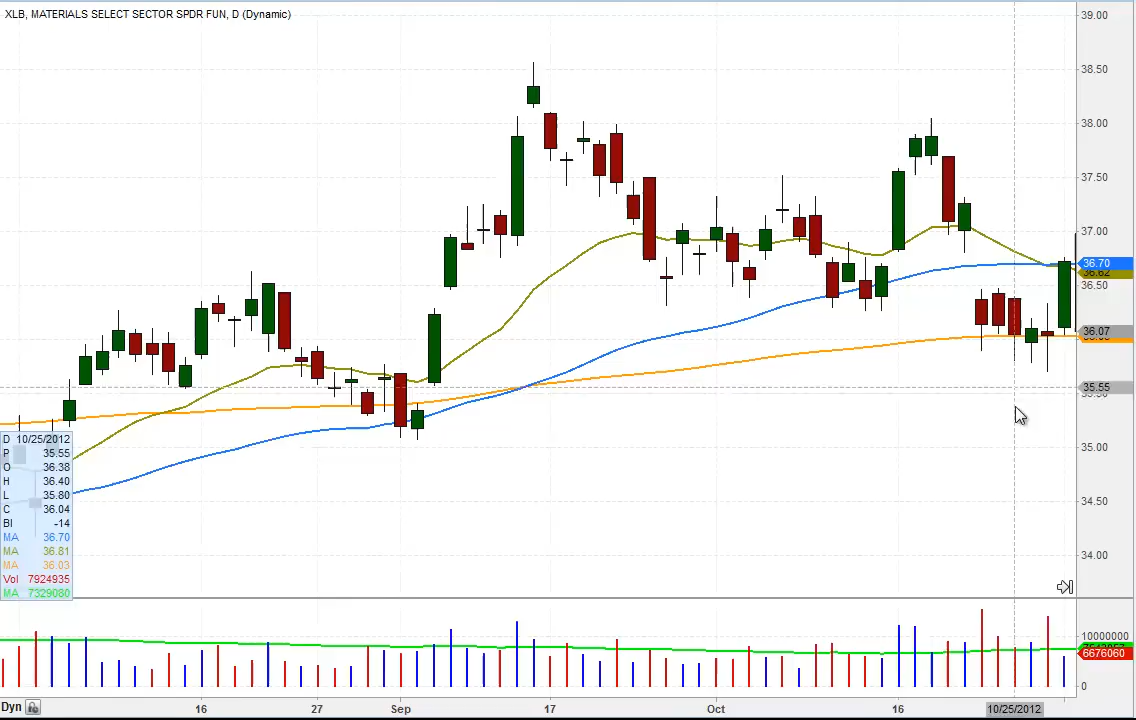 XLB, MATERIALS SELECT SECTOR SPDR FUN, D (Dynamic)
39.00
38.50
38.00
37.50
37.00
36.70
36.62
36.50
36.07
35.55
35.00
34.50
34.00
D 10/25/2012
P 35.55
O 36.38
H 36.40
L 35.80
C 36.04
BI -14
MA 36.70
MA 36.81
MA 36.03
Vol 7924935
MA 7329080
10000000
6676060
0
Dyn 16 27 Sep 17 Oct 16 10/25/2012